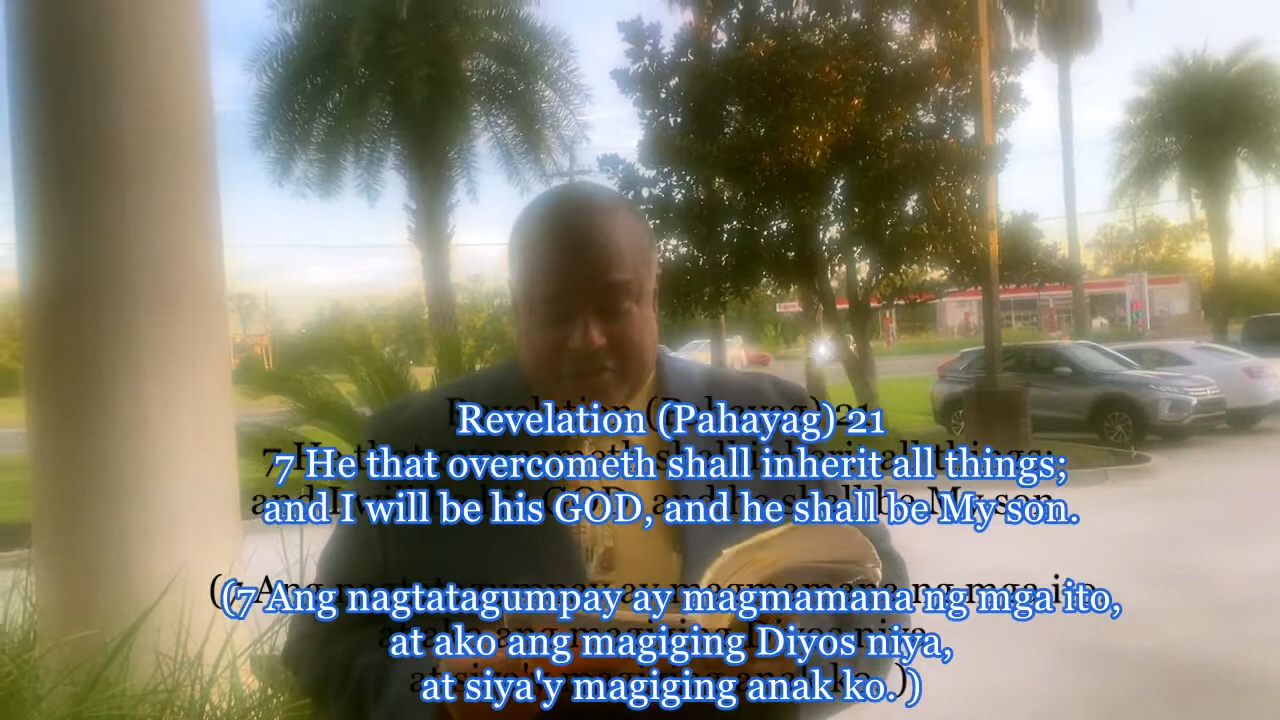 Revelation (Pahayag) 21
7 He that overcometh shall inherit all things;
and I will be his GOD, and he shall be My son.
(7 Ang nagtatagumpay ay magmamana ng mga ito,
at ako ang magiging Diyos niya,
at siya'y magiging anak ko. )